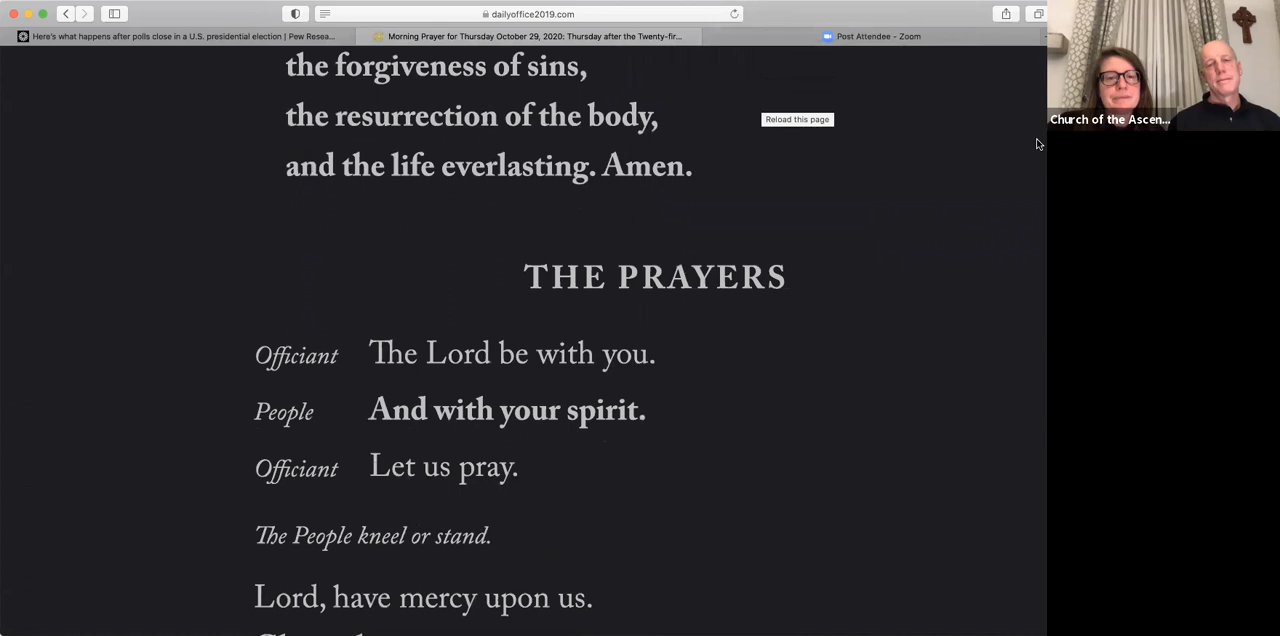 dailyoffice2019.com
Here's what happens after polls close in a U.S. presidential election | Pew Resea...
Morning Prayer for Thursday October 29, 2020: Thursday after the Twenty-fir...
Post Attendee - Zoom
Church of the Ascen...
Reload this page
the forgiveness of sins,
the resurrection of the body,
and the life everlasting. Amen.
THE PRAYERS
Officiant The Lord be with you.
People And with your spirit.
Officiant Let us pray.
The People kneel or stand.
Lord, have mercy upon us.